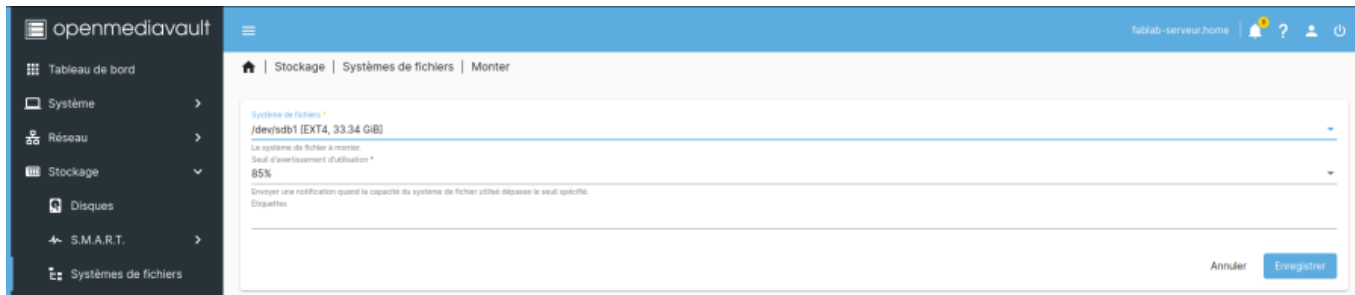 openmediavault
fablab-serveur.home
Tableau de bord
Stockage | Systèmes de fichiers | Monter
Système
Réseau
Stockage
Disques
S.M.A.R.T.
Systèmes de fichiers
Système de fichiers *
/dev/sdb1 [EXT4, 33.34 GiB]
Le système de fichier à monter.
Seuil d'avertissement d'utilisation *
85%
Envoyer une notification quand la capacité du système de fichier utilisé dépasse le seuil spécifié.
Étiquettes
Annuler
Enregistrer